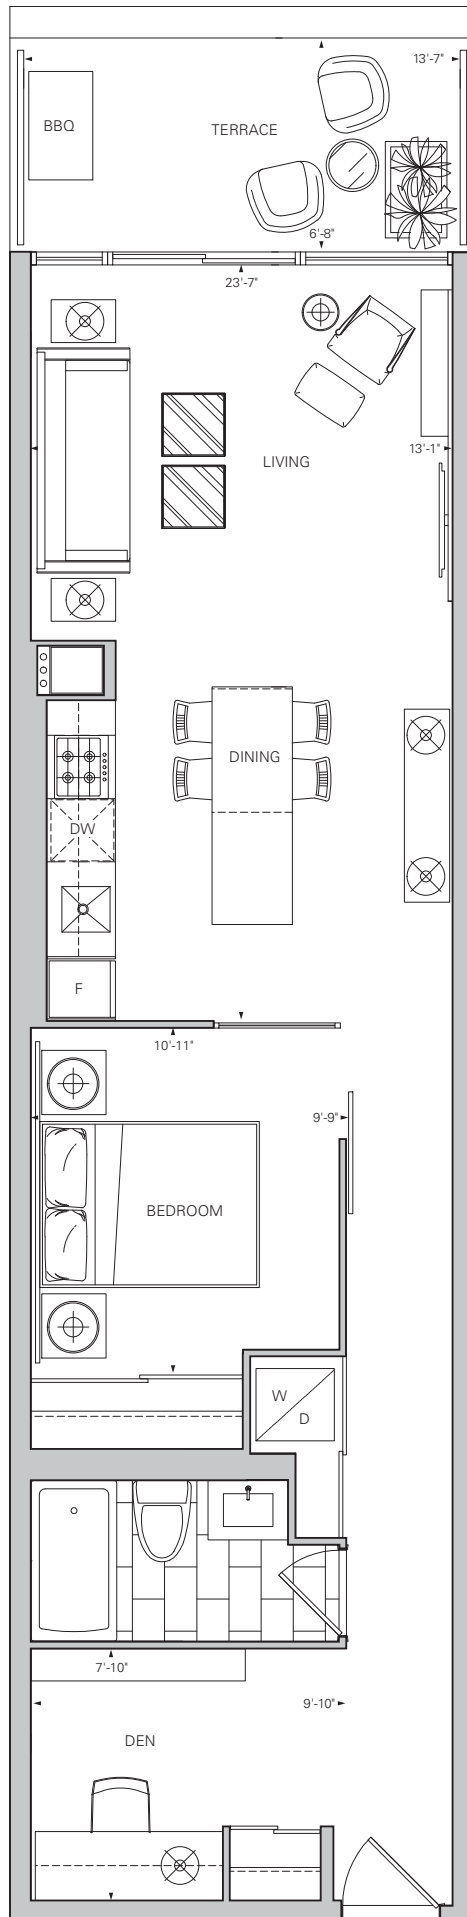 13'-7"
BBQ
TERRACE
6'-8"
23'-7"
LIVING
13'-1"
DINING
DW
F
10'-11"
9'-9"
BEDROOM
W
D
7'-10"
9'-10"
DEN